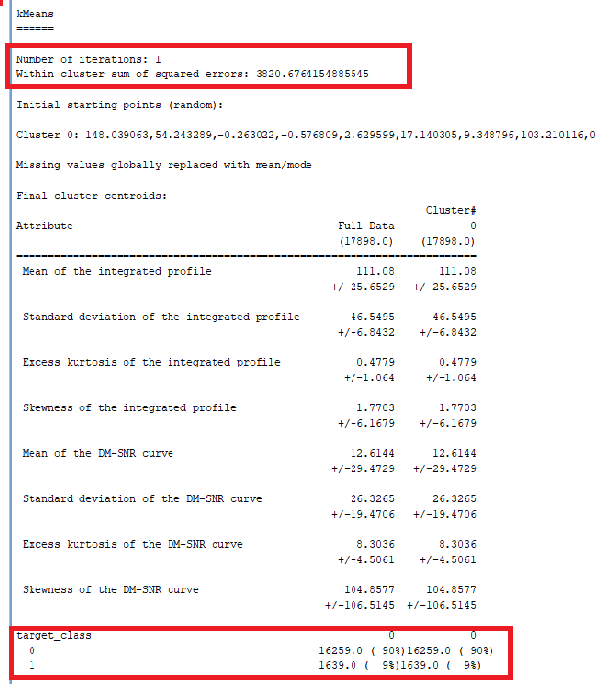 kMeans
======
Number of iterations: 1
Within cluster sum of squared errors: 3820.6764154885545
Initial starting points (random):
Cluster 0: 148.039063,54.243289,-0.263022,-0.576809,2.629599,17.140305,9.348796,103.210116,0
Missing values globally replaced with mean/mode
Final cluster centroids:
Cluster#
Attribute Full Data 0
(17898.0) (17898.0)
==========================================================================
Mean of the integrated profile 111.08 111.08
+/-25.6529 +/-25.6529
Standard deviation of the integrated profile 46.5495 46.5495
+/-6.8432 +/-6.8432
Excess kurtosis of the integrated profile 0.4779 0.4779
+/-1.064 +/-1.064
Skewness of the integrated profile 1.7703 1.7703
+/-6.1679 +/-6.1679
Mean of the DM-SNR curve 12.6144 12.6144
+/-29.4729 +/-29.4729
Standard deviation of the DM-SNR curve 26.3265 26.3265
+/-19.4706 +/-19.4706
Excess kurtosis of the DM-SNR curve 8.3036 8.3036
+/-4.5061 +/-4.5061
Skewness of the DM-SNR curve 104.8577 104.8577
+/-106.5145 +/-106.5145
target_class 0 0
0 16259.0 ( 90%)16259.0 ( 90%)
1 1639.0 ( 9%)1639.0 ( 9%)